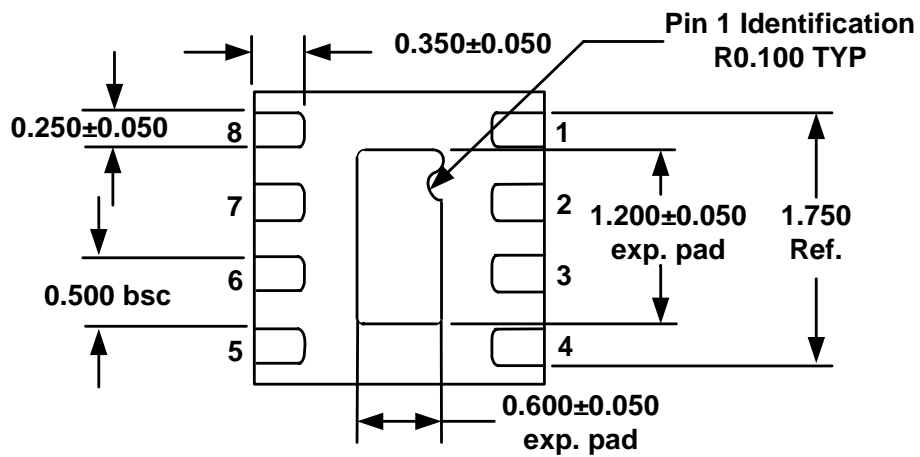 Pin 1 Identification
R0.100 TYP
0.350±0.050
0.250±0.050
8
1
7
2
1.200±0.050
exp. pad
1.750
Ref.
6
3
0.500 bsc
5
4
0.600±0.050
exp. pad